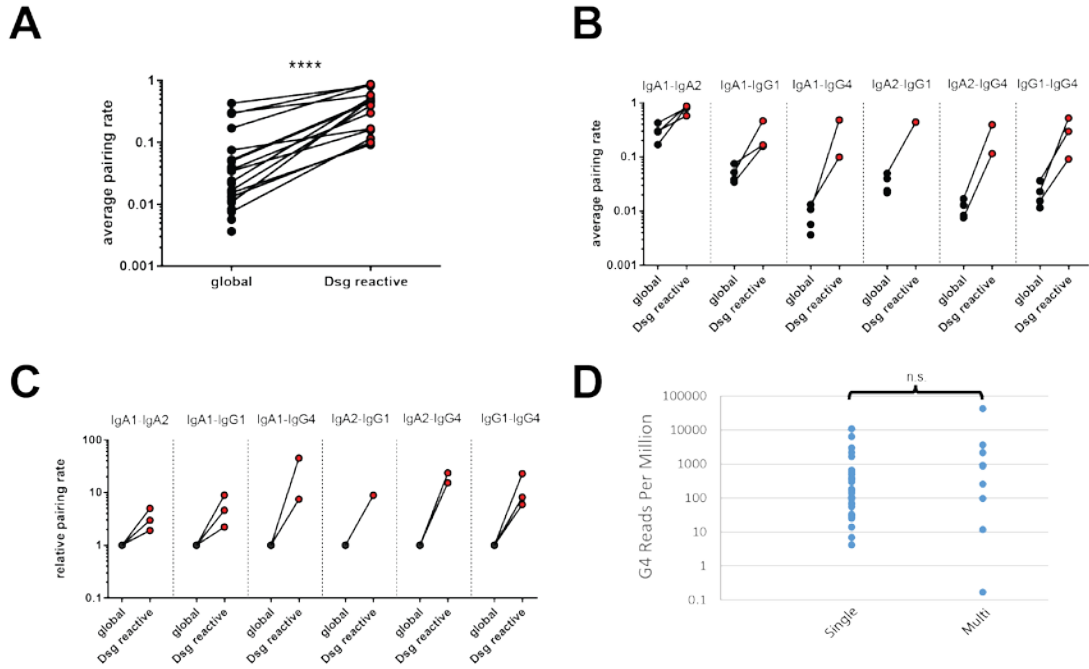 A
****
average pairing rate
1
0.1
0.01
0.001
global
Dsg reactive
B
IgA1-IgA2
IgA1-IgG1
IgA1-IgG4
IgA2-IgG1
IgA2-IgG4
IgG1-IgG4
average pairing rate
1
0.1
0.01
0.001
global
Dsg reactive
global
Dsg reactive
global
Dsg reactive
global
Dsg reactive
global
Dsg reactive
global
Dsg reactive
C
IgA1-IgA2
IgA1-IgG1
IgA1-IgG4
IgA2-IgG1
IgA2-IgG4
IgG1-IgG4
relative pairing rate
100
10
1
0.1
global
Dsg reactive
global
Dsg reactive
global
Dsg reactive
global
Dsg reactive
global
Dsg reactive
global
Dsg reactive
D
n.s.
G4 Reads Per Million
100000
10000
1000
100
10
1
0.1
Single
Multi